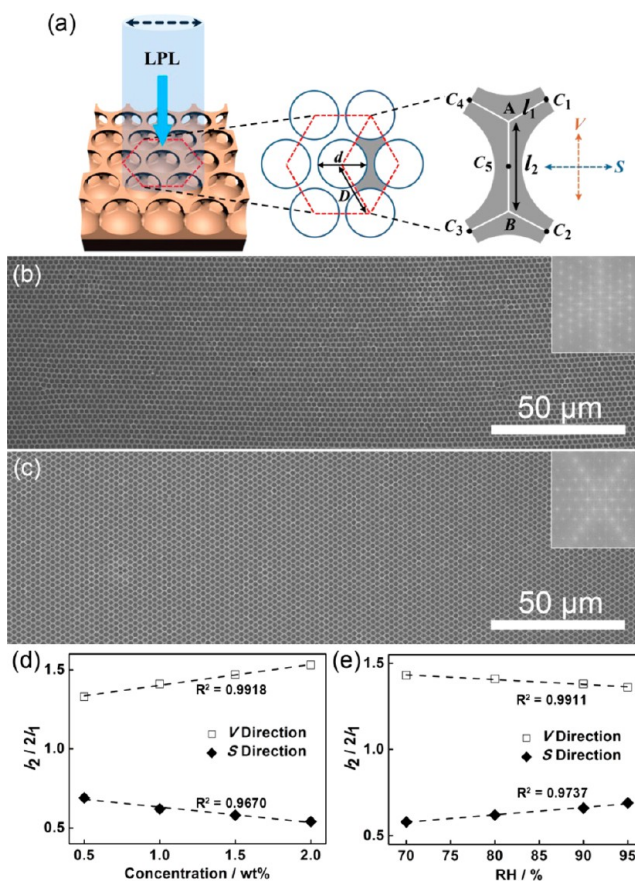 (a)
LPL
d
D
C4
A
l1
C1
C5
l2
V
S
C3
B
C2
(b)
50 μm
(c)
50 μm
(d)
l2 / 2l1
1.5
1.0
0.5
R² = 0.9918
V Direction
S Direction
R² = 0.9670
0.5 1.0 1.5 2.0
Concentration / wt%
(e)
l2 / 2l1
1.5
1.0
0.5
R² = 0.9911
V Direction
S Direction
R² = 0.9737
70 75 80 85 90 95
RH / %